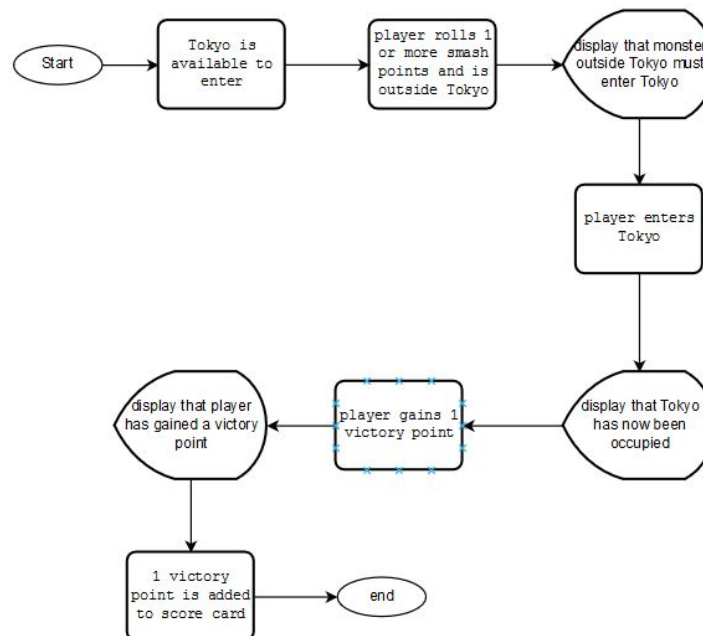 Start
Tokyo is
available to
enter
player rolls 1
or more smash
points and is
outside Tokyo
display that monster
outside Tokyo must
enter Tokyo
player enters
Tokyo
display that Tokyo
has now been
occupied
player gains 1
victory point
display that player
has gained a victory
point
1 victory
point is added
to score card
end